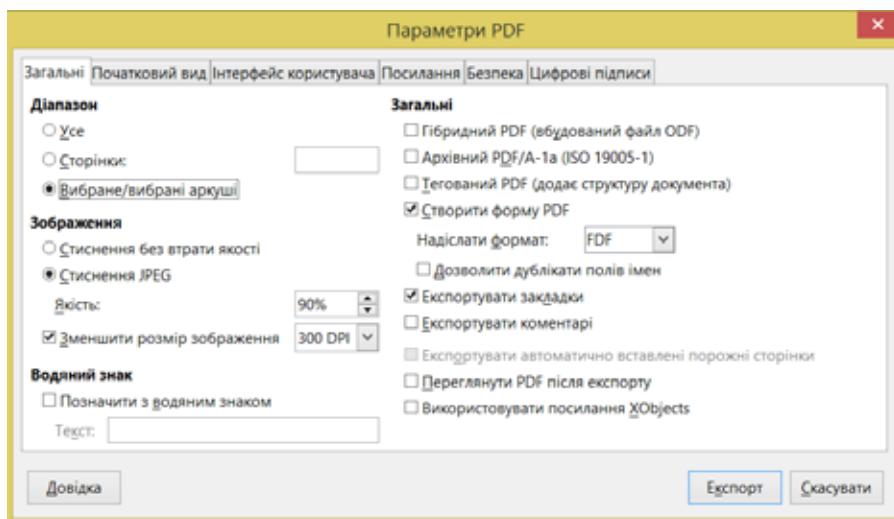 Параметри PDF
Загальні Початковий вид Інтерфейс користувача Посилання Безпека Цифрові підписи
Діапазон
Усе
Сторінки:
Вибране/вибрані аркуші
Зображення
Стиснення без втрати якості
Стиснення JPEG
Якість: 90%
Зменшити розмір зображення 300 DPI
Водяний знак
Позначити з водяним знаком
Текст:
Загальні
Гібридний PDF (вбудований файл ODF)
Архівний PDF/A-1a (ISO 19005-1)
Тегований PDF (додає структуру документа)
Створити форму PDF
Надіслати формат: FDF
Дозволити дублікати полів імен
Експортувати закладки
Експортувати коментарі
Експортувати автоматично вставлені порожні сторінки
Переглянути PDF після експорту
Використовувати посилання XObjects
Довідка Експорт Скасувати